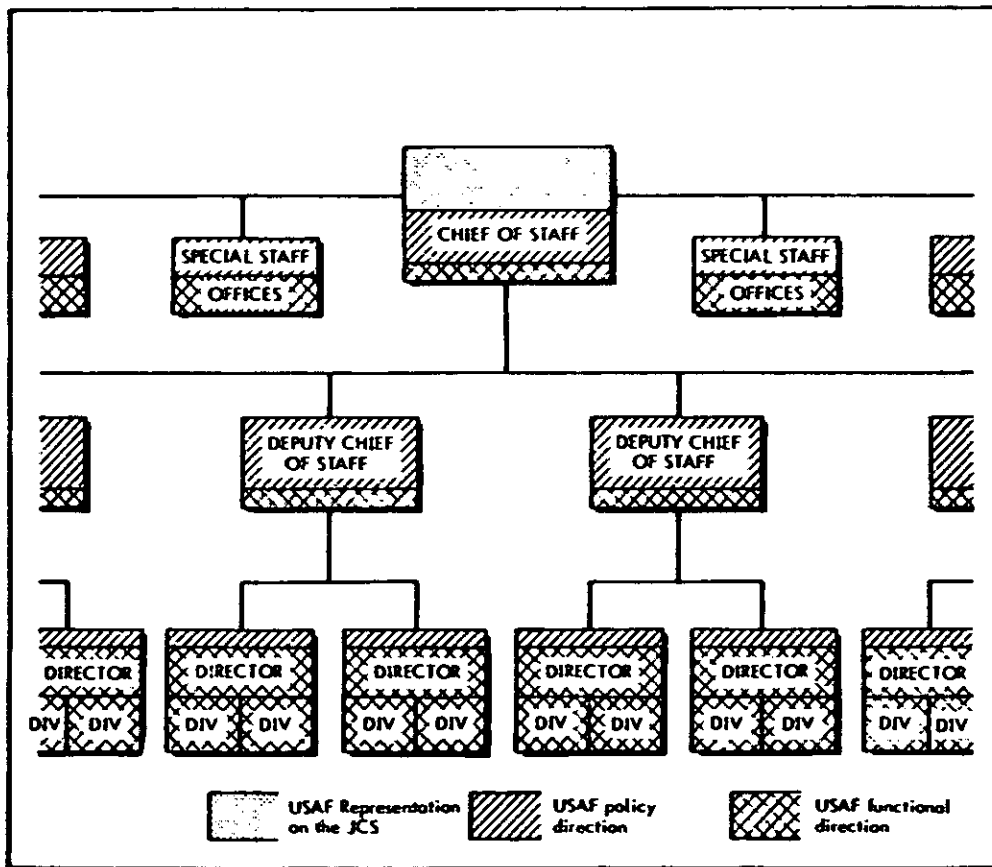 CHIEF OF STAFF
SPECIAL STAFF
OFFICES
SPECIAL STAFF
OFFICES
DEPUTY CHIEF
OF STAFF
DEPUTY CHIEF
OF STAFF
DIRECTOR
DIRECTOR
DIRECTOR
DIRECTOR
DIRECTOR
DIRECTOR
DIV DIV
DIV DIV
DIV DIV
DIV DIV
DIV DIV
DIV DIV
USAF Representation
on the JCS
USAF policy
direction
USAF functional
direction